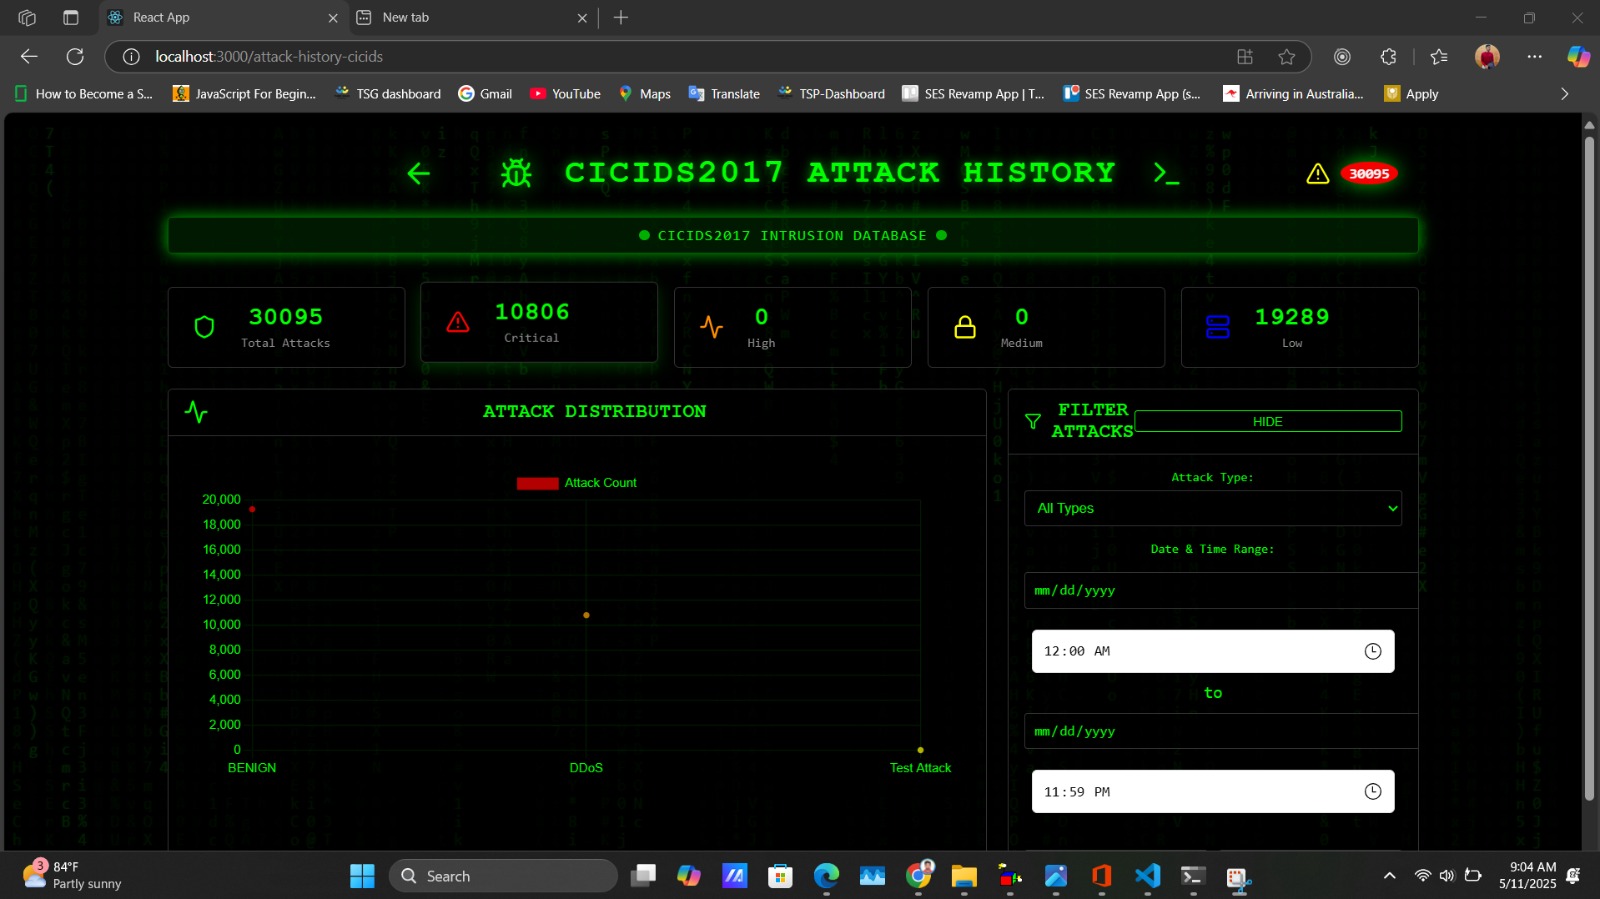 React App
New tab
localhost:3000/attack-history-cicids
How to Become a S...
JavaScript For Begin...
TSG dashboard
Gmail
YouTube
Maps
Translate
TSP-Dashboard
SES Revamp App | T...
SES Revamp App (s...
Arriving in Australia...
Apply
CICIDS2017 ATTACK HISTORY
30095
CICIDS2017 INTRUSION DATABASE
30095
Total Attacks
10806
Critical
0
High
0
Medium
19289
Low
ATTACK DISTRIBUTION
Attack Count
20,000
18,000
16,000
14,000
12,000
10,000
8,000
6,000
4,000
2,000
0
BENIGN
DDoS
Test Attack
FILTER
ATTACKS
HIDE
Attack Type:
All Types
Date & Time Range:
mm/dd/yyyy
12:00 AM
to
mm/dd/yyyy
11:59 PM
3
84°F
Partly sunny
Search
9:04 AM
5/11/2025